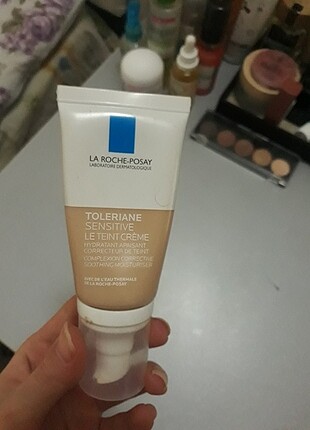 LA ROCHE-POSAY
LABORATOIRE DERMATOLOGIQUE
TOLERIANE
SENSITIVE
LE TEINT CRÈME
HYDRATANT APAISANT
CORRECTEUR DE TEINT
COMPLEXION CORRECTIVE
SOOTHING MOISTURISER
AVEC DE L'EAU THERMALE
DE LA ROCHE-POSAY